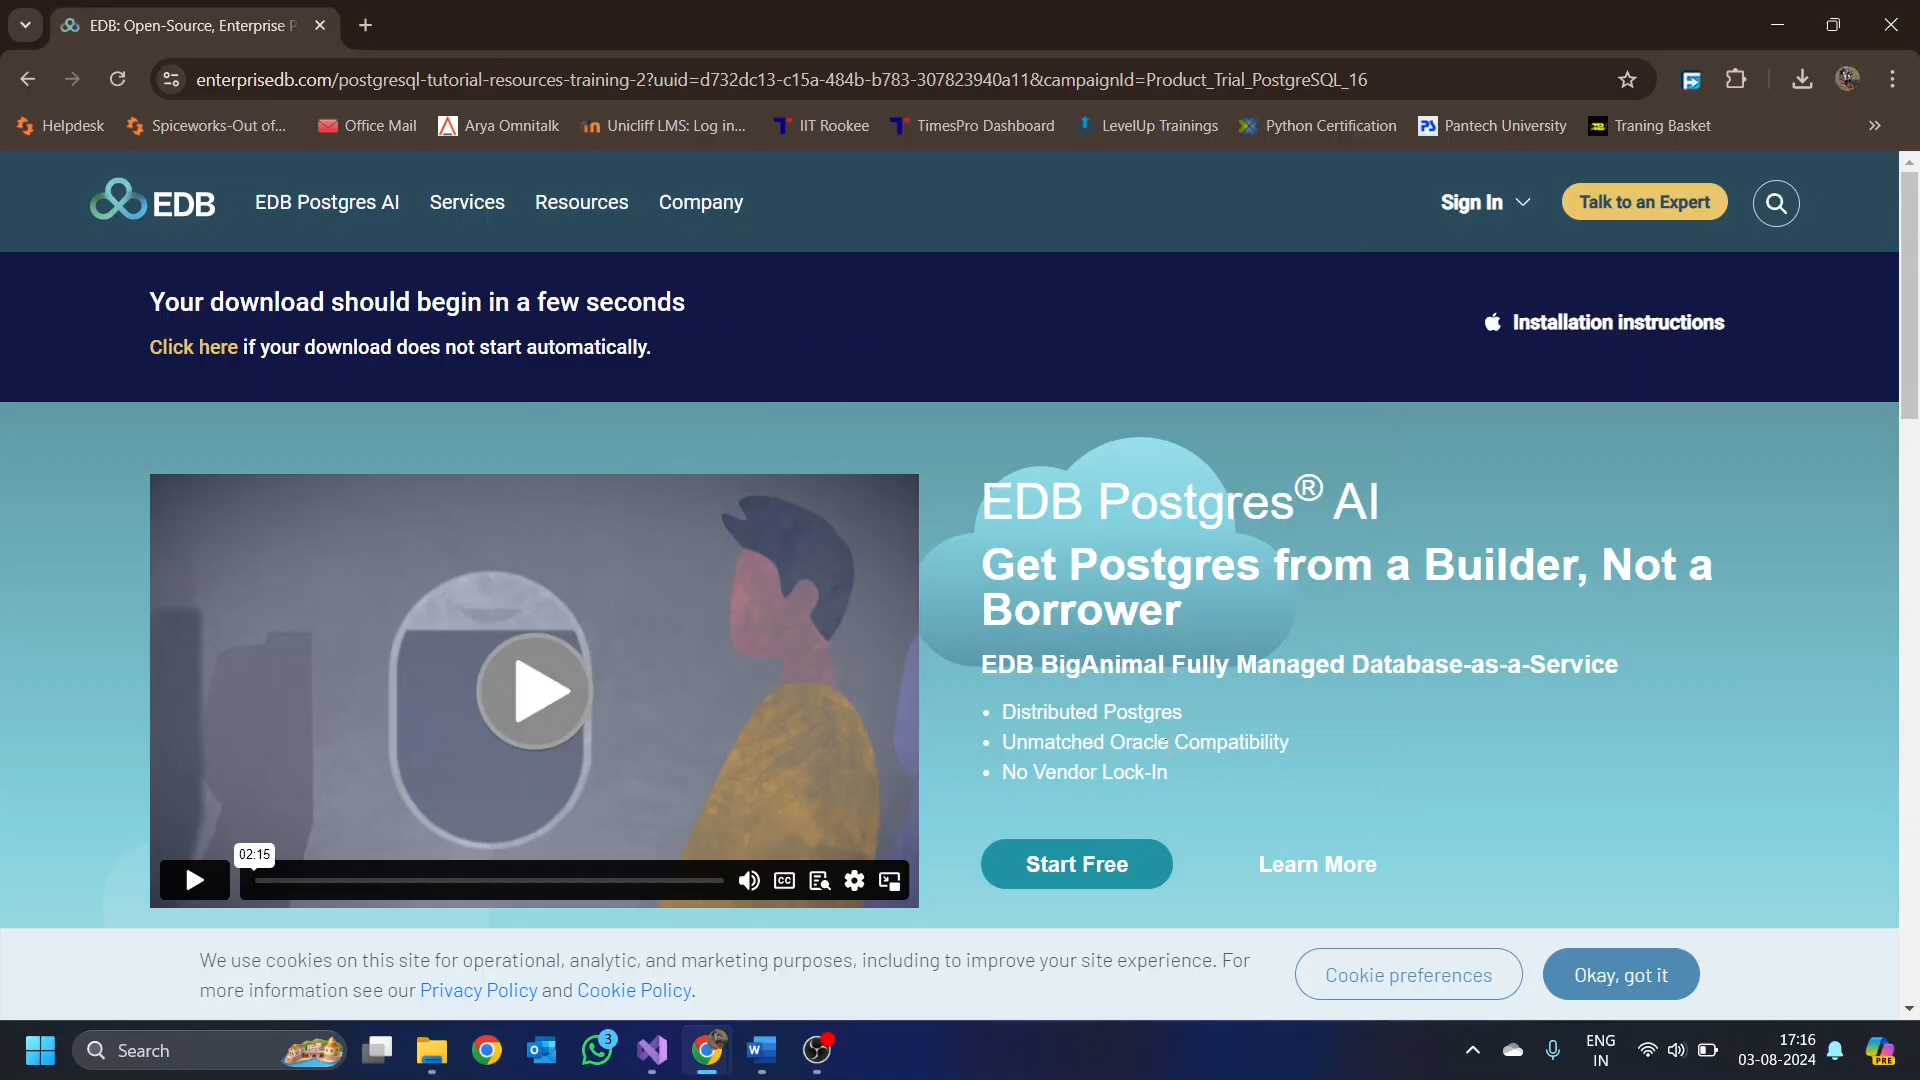 EDB: Open-Source, Enterprise P
enterprisedb.com/postgresql-tutorial-resources-training-2?uuid=d732dc13-c15a-484b-b783-307823940a11&campaignId=Product_Trial_PostgreSQL_16
Helpdesk
Spiceworks-Out of...
Office Mail
Arya Omnitalk
Unicliff LMS: Log in...
IIT Rookee
TimesPro Dashboard
LevelUp Trainings
Python Certification
Pantech University
Traning Basket
EDB
EDB Postgres AI
Services
Resources
Company
Sign In
Talk to an Expert
Your download should begin in a few seconds
Click here if your download does not start automatically.
Installation instructions
EDB Postgres® AI
Get Postgres from a Builder, Not a
Borrower
EDB BigAnimal Fully Managed Database-as-a-Service
• Distributed Postgres
• Unmatched Oracle Compatibility
• No Vendor Lock-In
02:15
CC
Start Free
Learn More
We use cookies on this site for operational, analytic, and marketing purposes, including to improve your site experience. For
more information see our Privacy Policy and Cookie Policy.
Cookie preferences
Okay, got it
Search
3
ENG
IN
17:16
03-08-2024
PRE